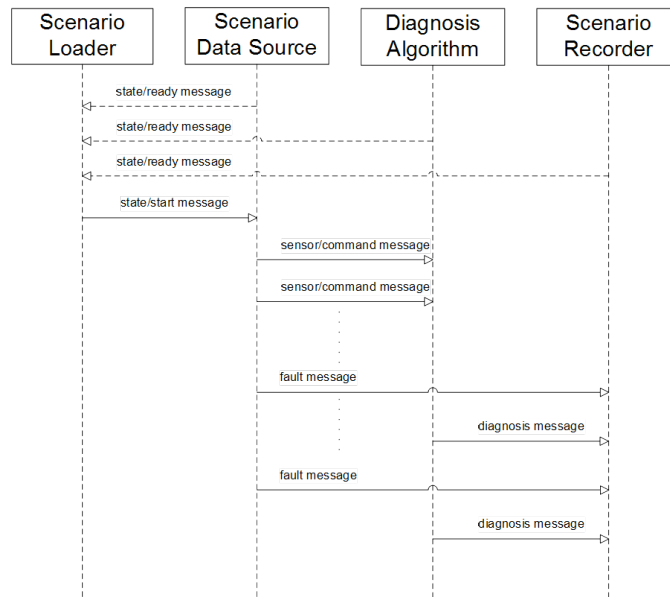 Scenario
Loader
Scenario
Data Source
Diagnosis
Algorithm
Scenario
Recorder
state/ready message
state/ready message
state/ready message
state/start message
sensor/command message
sensor/command message
fault message
diagnosis message
fault message
diagnosis message